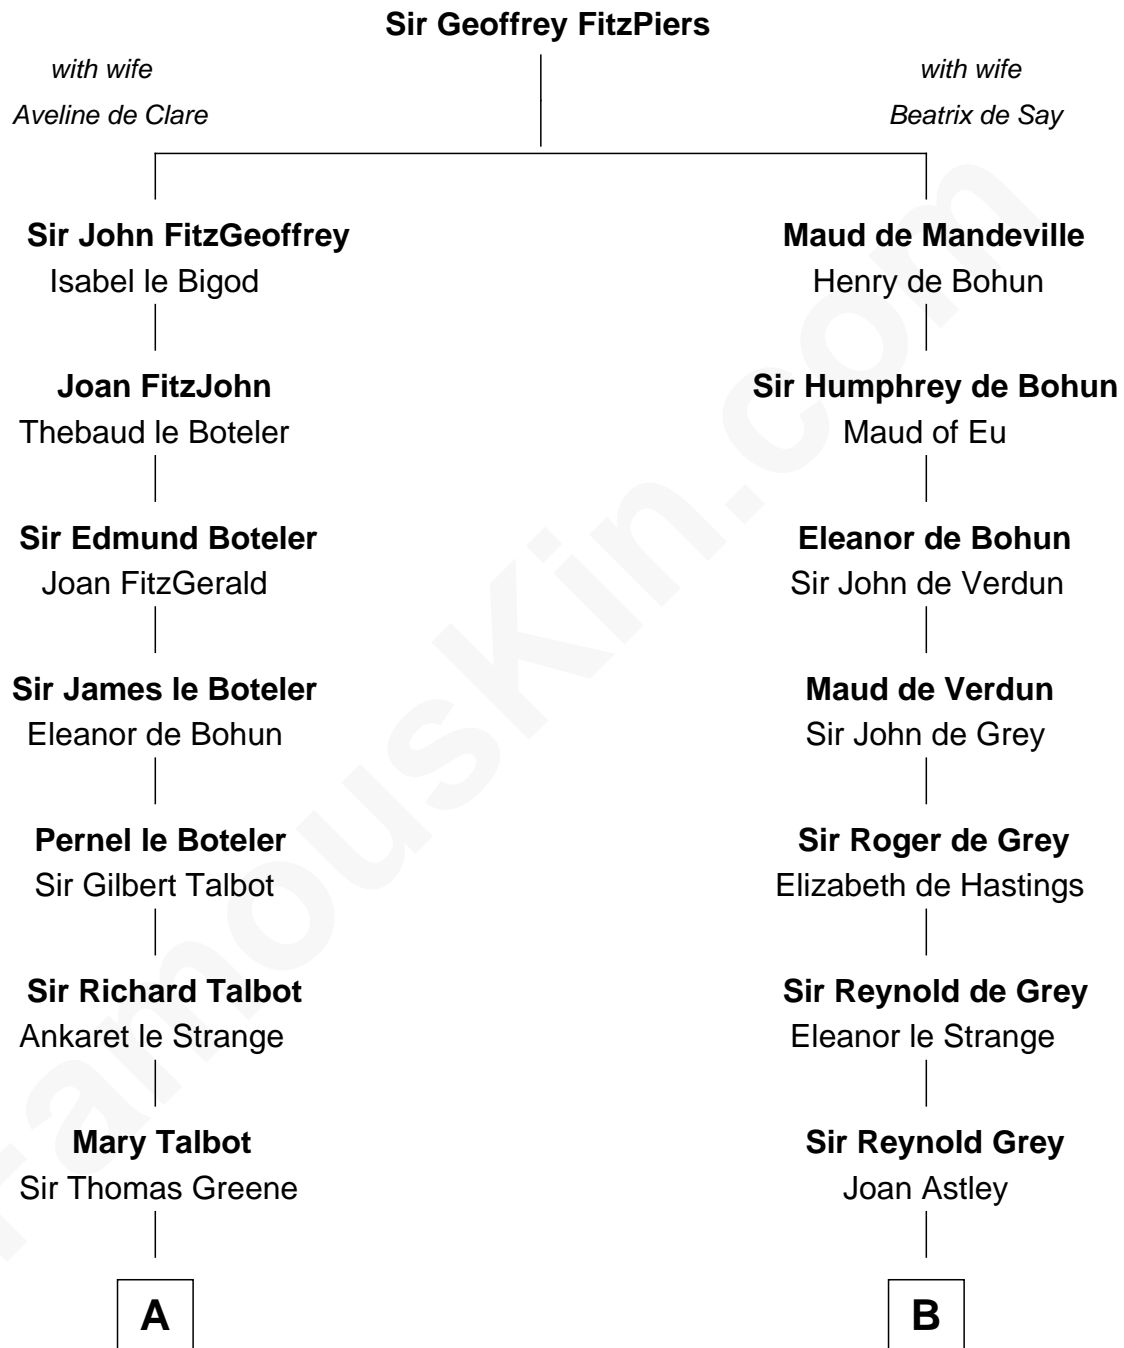 Sir Geoffrey FitzPiers
with wife
Aveline de Clare
with wife
Beatrix de Say
Sir John FitzGeoffrey
Isabel le Bigod
Maud de Mandeville
Henry de Bohun
Joan FitzJohn
Thebaud le Boteler
Sir Humphrey de Bohun
Maud of Eu
Sir Edmund Boteler
Joan FitzGerald
Eleanor de Bohun
Sir John de Verdun
Sir James le Boteler
Eleanor de Bohun
Maud de Verdun
Sir John de Grey
Pernel le Boteler
Sir Gilbert Talbot
Sir Roger de Grey
Elizabeth de Hastings
Sir Richard Talbot
Ankaret le Strange
Sir Reynold de Grey
Eleanor le Strange
Mary Talbot
Sir Thomas Greene
Sir Reynold Grey
Joan Astley
A
B
FamousKin.com